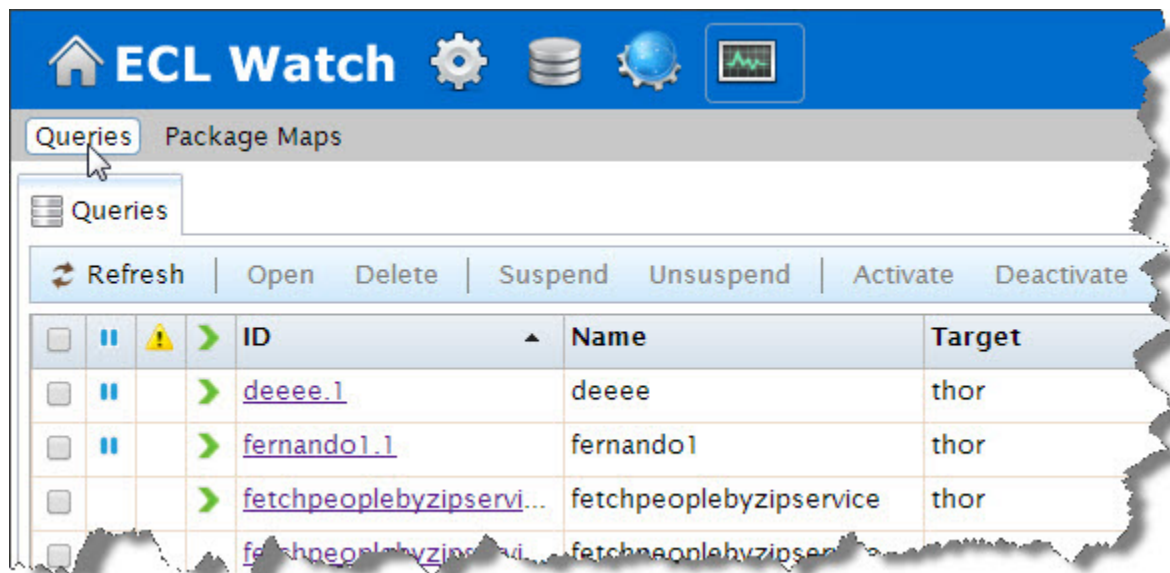 ECL Watch
Queries Package Maps
Queries
Refresh Open Delete Suspend Unsuspend Activate Deactivate
ID Name Target
deeee.1 deeee thor
fernando1.1 fernando1 thor
fetchpeoplebyzipservi... fetchpeoplebyzipservice thor